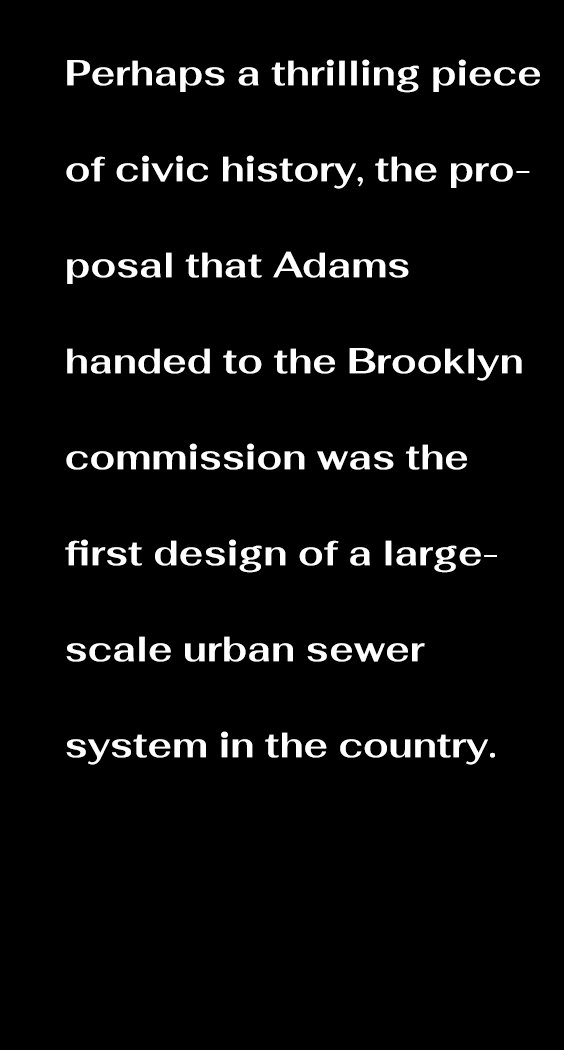 Perhaps a thrilling piece
of civic history, the pro-
posal that Adams
handed to the Brooklyn
commission was the
first design of a large-
scale urban sewer
system in the country.